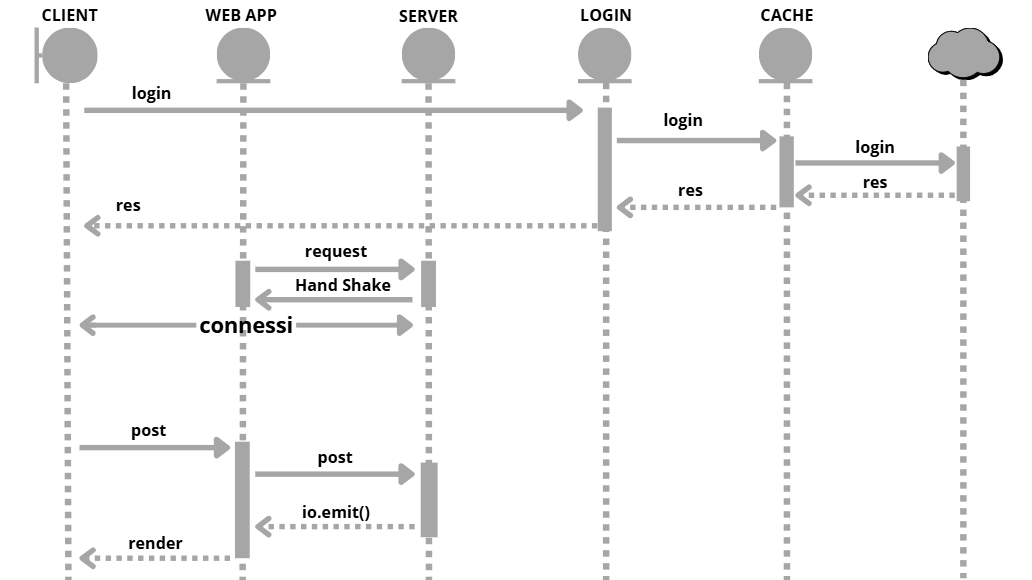 CLIENT
WEB APP
SERVER
LOGIN
CACHE
login
login
login
res
res
res
request
Hand Shake
connessi
post
post
io.emit()
render